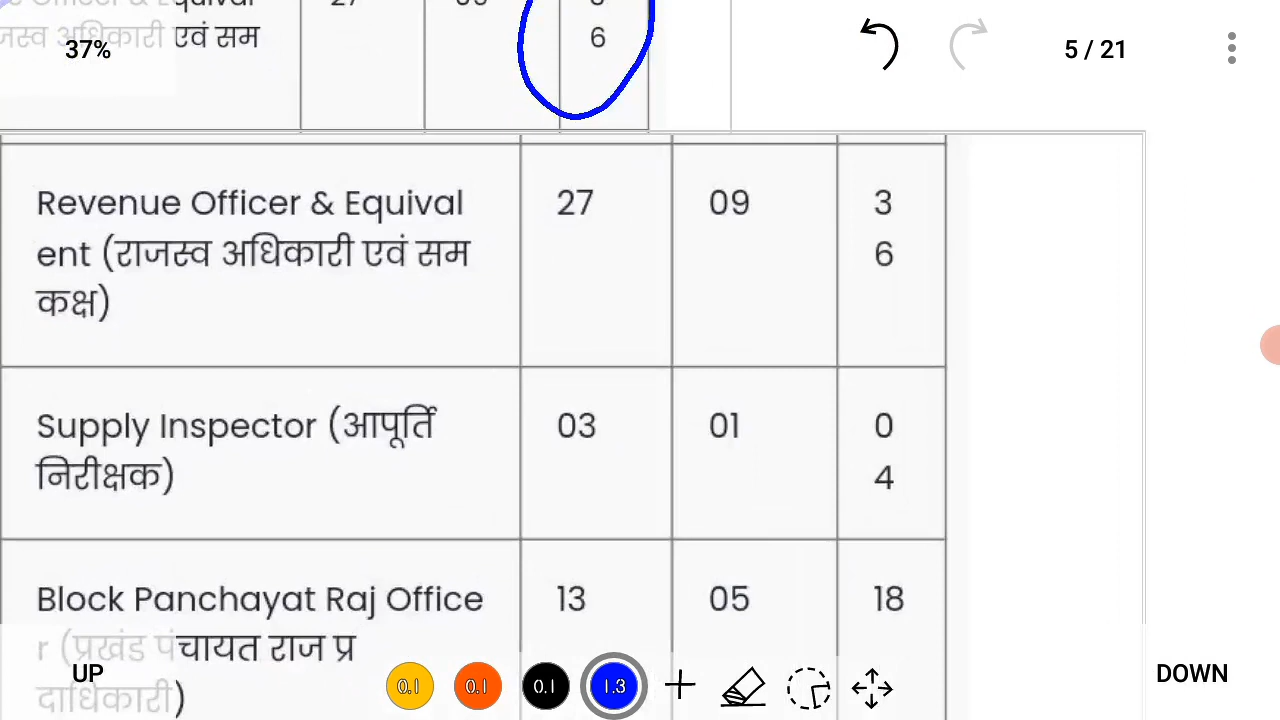 27
एवं सम
6
37%
5 / 21
Revenue Officer & Equival 27 09 3
ent (राजस्व अधिकारी एवं सम 6
कक्ष)
Supply Inspector (आपूर्ति 03 01 0
निरीक्षक) 4
Block Panchayat Raj Office 13 05 18
r (प्रखंड पंचायत राज प्र
दाधिकारी)
UP 0.1 0.1 0.1 1.3 DOWN